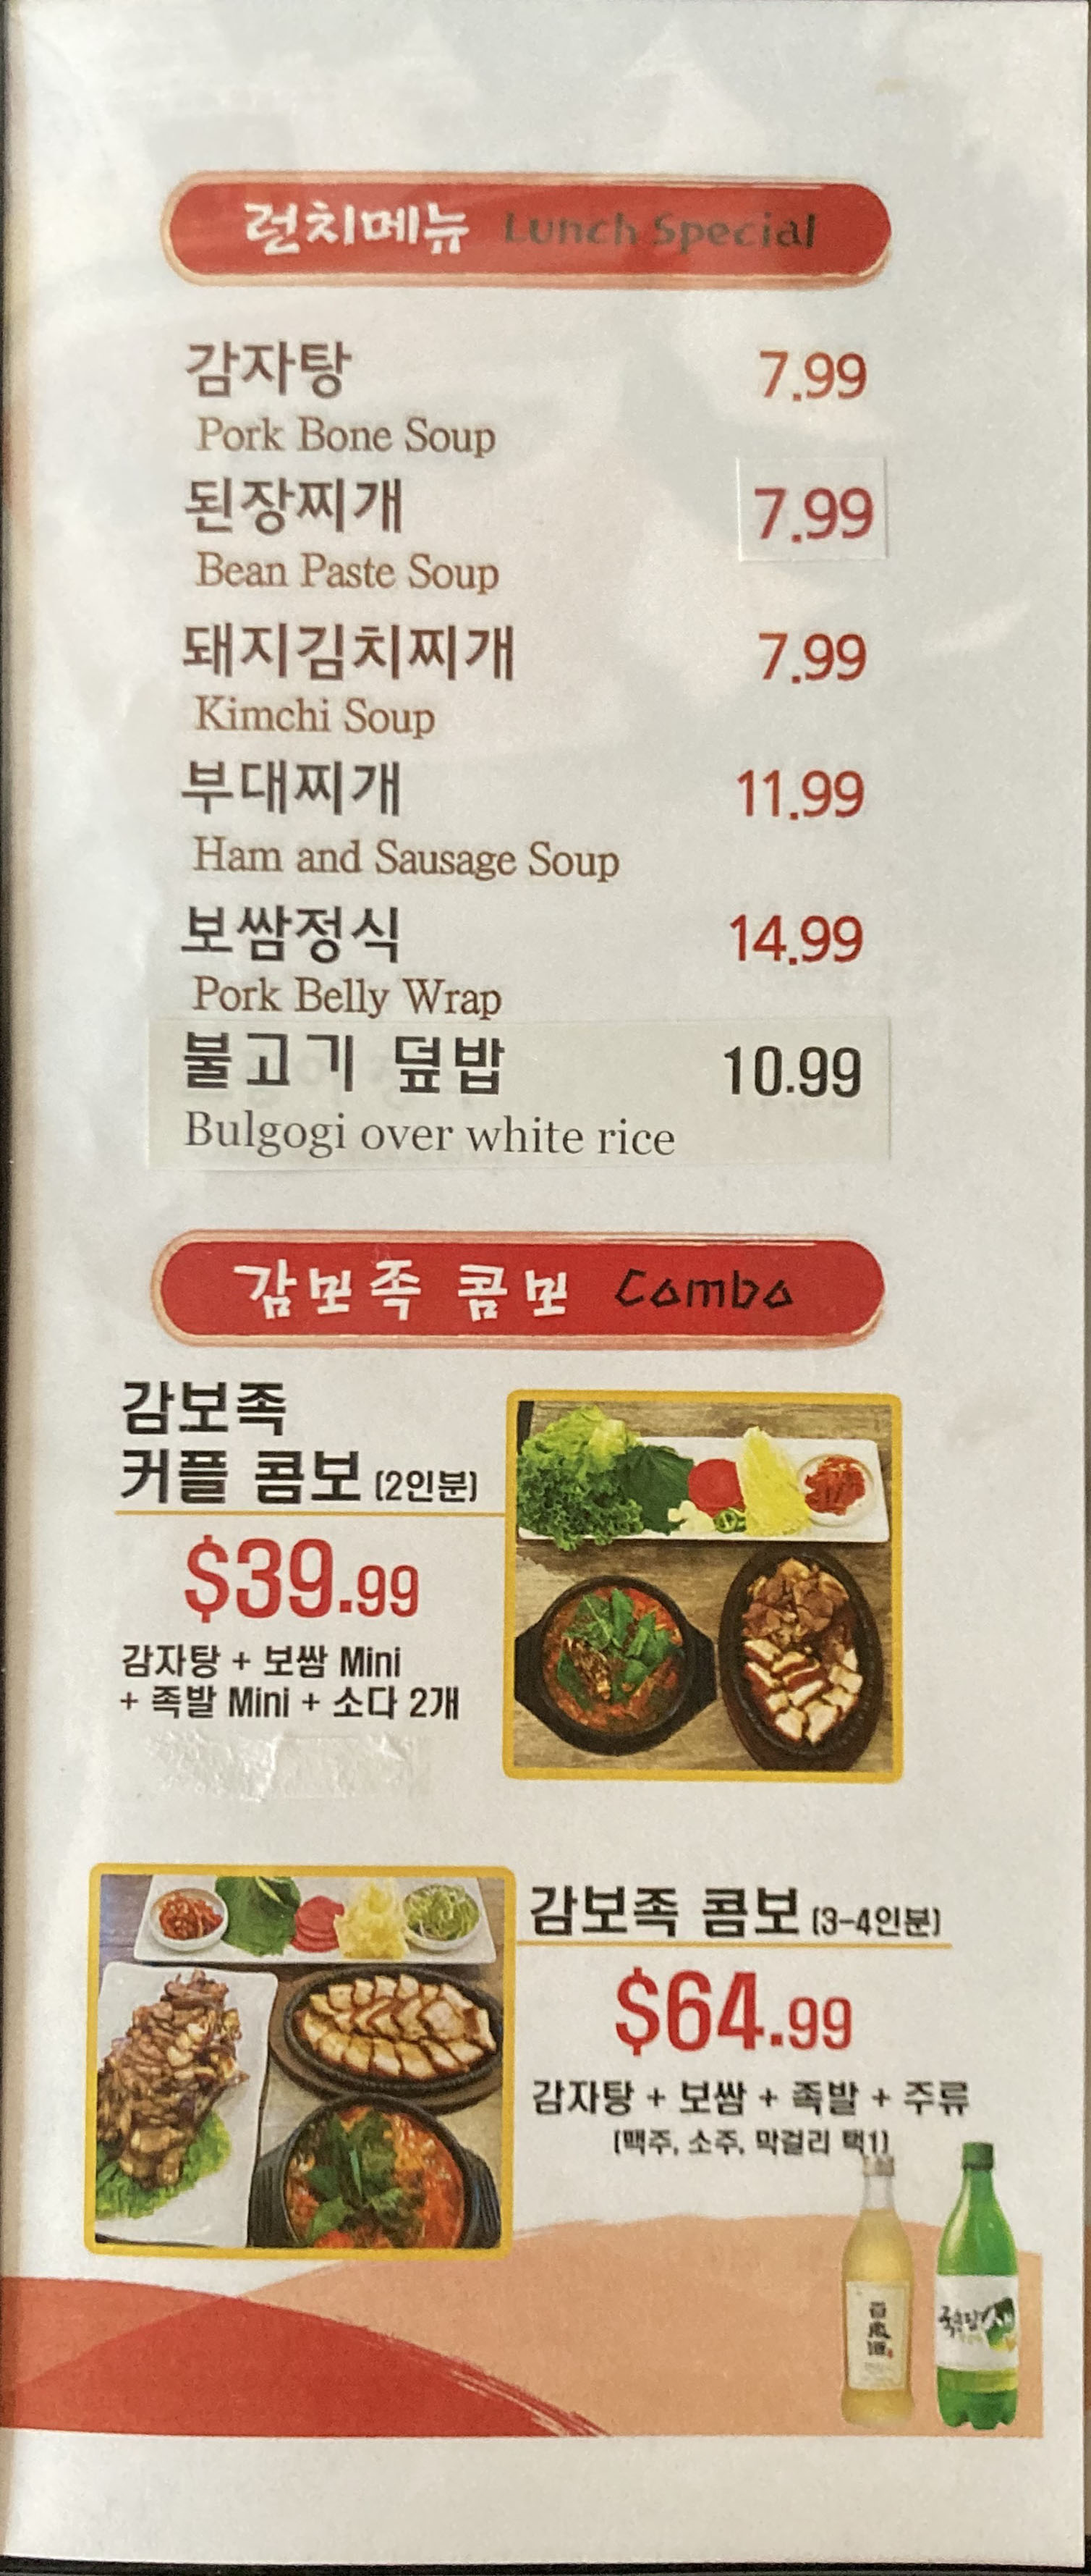 런치메뉴 Lunch Special
감자탕 7.99
Pork Bone Soup
된장찌개 7.99
Bean Paste Soup
돼지김치찌개 7.99
Kimchi Soup
부대찌개 11.99
Ham and Sausage Soup
보쌈정식 14.99
Pork Belly Wrap
불고기 덮밥 10.99
Bulgogi over white rice
감보족 콤보 Combo
감보족
커플 콤보 (2인분)
$39.99
감자탕 + 보쌈 Mini
+ 족발 Mini + 소다 2개
감보족 콤보 (3-4인분)
$64.99
감자탕 + 보쌈 + 족발 + 주류
(맥주, 소주, 막걸리 택1)
百歲酒
국순당